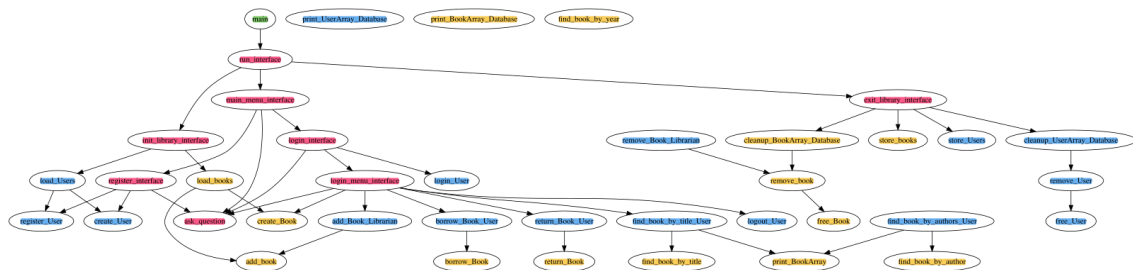 main
print_UserArray_Database
print_BookArray_Database
find_book_by_year
run_interface
main_menu_interface
exit_library_interface
init_library_interface
login_interface
remove_Book_Librarian
cleanup_BookArray_Database
store_books
store_Users
cleanup_UserArray_Database
load_Users
register_interface
load_books
login_menu_interface
login_User
remove_book
remove_User
register_User
create_User
ask_question
create_Book
add_Book_Librarian
borrow_Book_User
return_Book_User
find_book_by_title_User
logout_User
free_Book
find_book_by_authors_User
free_User
add_book
borrow_Book
return_Book
find_book_by_title
print_BookArray
find_book_by_author